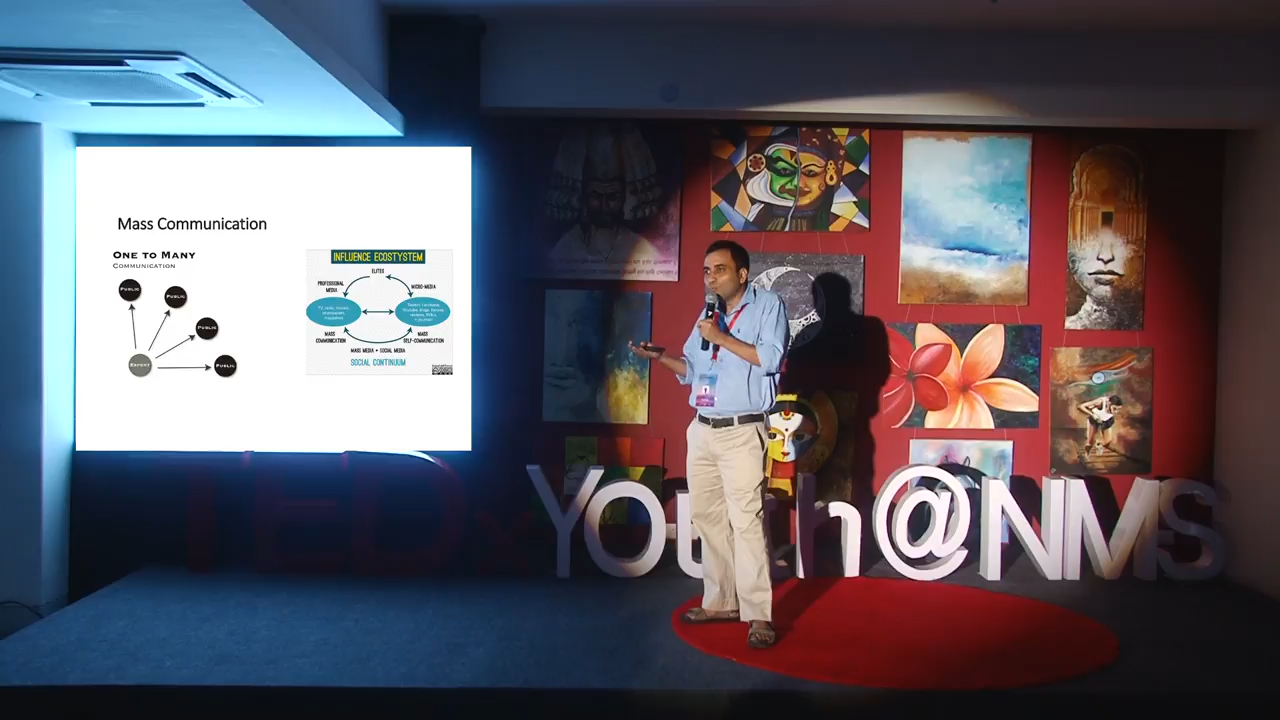 Mass Communication
ONE TO MANY
COMMUNICATION
PUBLIC
PUBLIC
PUBLIC
EXPERT
PUBLIC
INFLUENCE ECOSTYSTEM
ELITES
PROFESSIONAL
MEDIA
MICRO-MEDIA
MASS
COMMUNICATION
MASS
SELF-COMMUNICATION
MASS MEDIA + SOCIAL MEDIA
SOCIAL CONTINUUM
TEDx
Youth@NMS